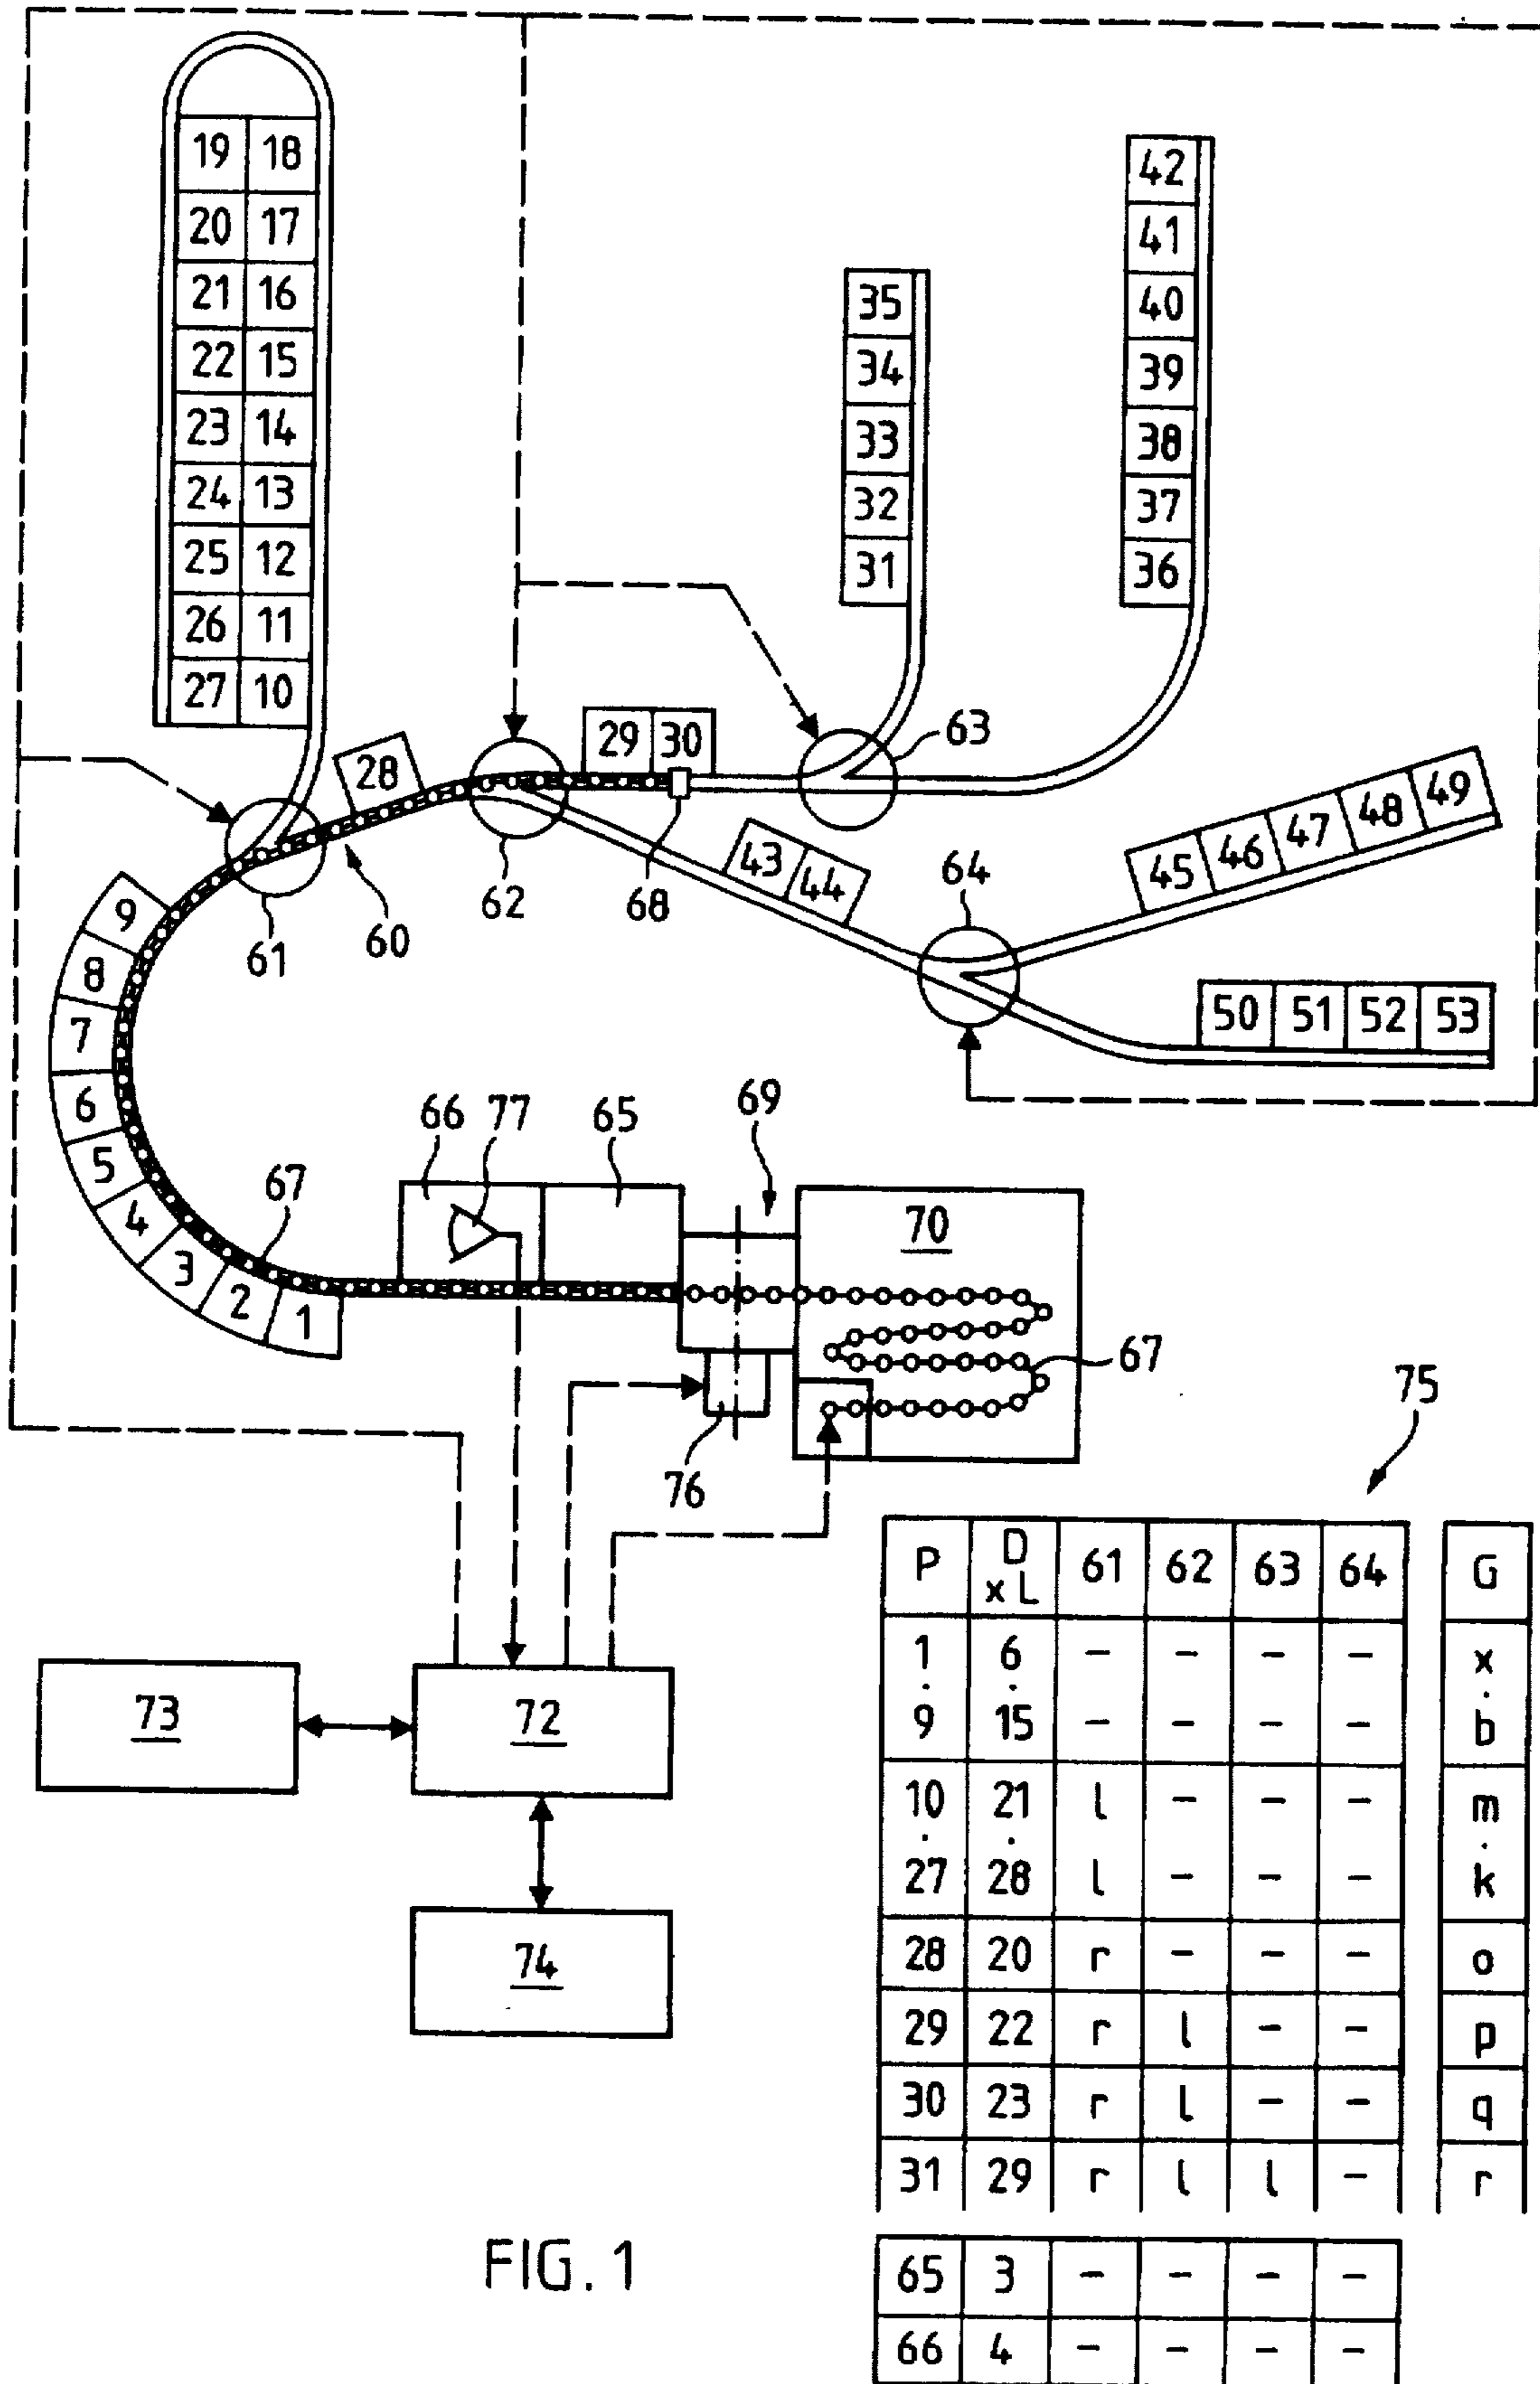 19 18
20 17
21 16
22 15
23 14
24 13
25 12
26 11
27 10
42
41
40
39
38
37
36
35
34
33
32
31
28
29 30
63
61
60
62
68
43 44
64
45 46 47 48 49
50 51 52 53
9
8
7
6
5
4
3
2
1
67
66 77 65 69
70
67
76
75
73
72
74
P D x L 61 62 63 64 G
1 6 - - - - x
. . .
9 15 - - - - b
10 21 l - - - m
. . .
27 28 l - - - k
28 20 r - - - o
29 22 r l - - p
30 23 r l - - q
31 29 r l l - r
65 3 - - - -
66 4 - - - -
FIG. 1